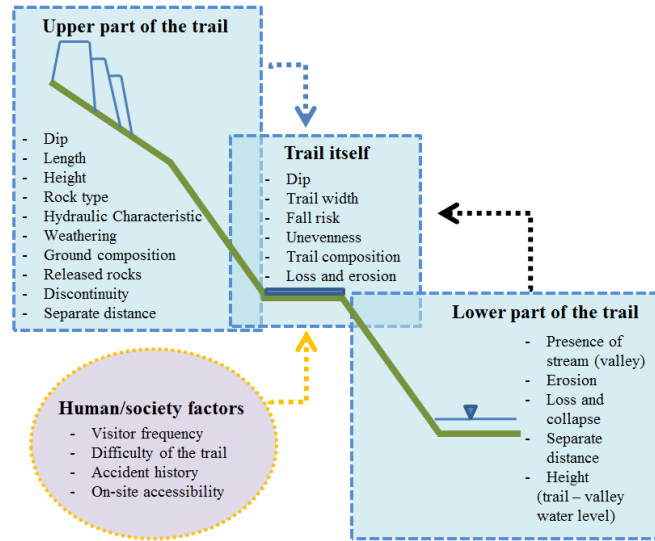 Upper part of the trail
- Dip
- Length
- Height
- Rock type
- Hydraulic Characteristic
- Weathering
- Ground composition
- Released rocks
- Discontinuity
- Separate distance
Trail itself
- Dip
- Trail width
- Fall risk
- Unevenness
- Trail composition
- Loss and erosion
Lower part of the trail
- Presence of
stream (valley)
- Erosion
- Loss and
collapse
- Separate
distance
- Height
(trail – valley
water level)
Human/society factors
- Visitor frequency
- Difficulty of the trail
- Accident history
- On-site accessibility